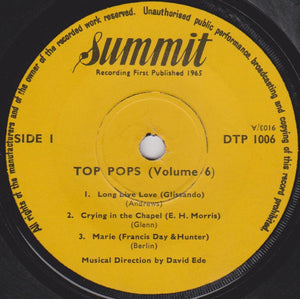 All rights of the manufacturers and of the owner of the recorded work reserved. Unauthorised public performance, broadcasting and copying of this record prohibited.
Summit
Recording First Published 1965
SIDE 1
DTP 1006
TOP POPS (Volume 6)
1. Long Live Love (Glissando)
(Andrews)
2. Crying in the Chapel (E. H. Morris)
(Glenn)
3. Marie (Francis Day &Hunter)
(Berlin)
Musical Direction by David Ede